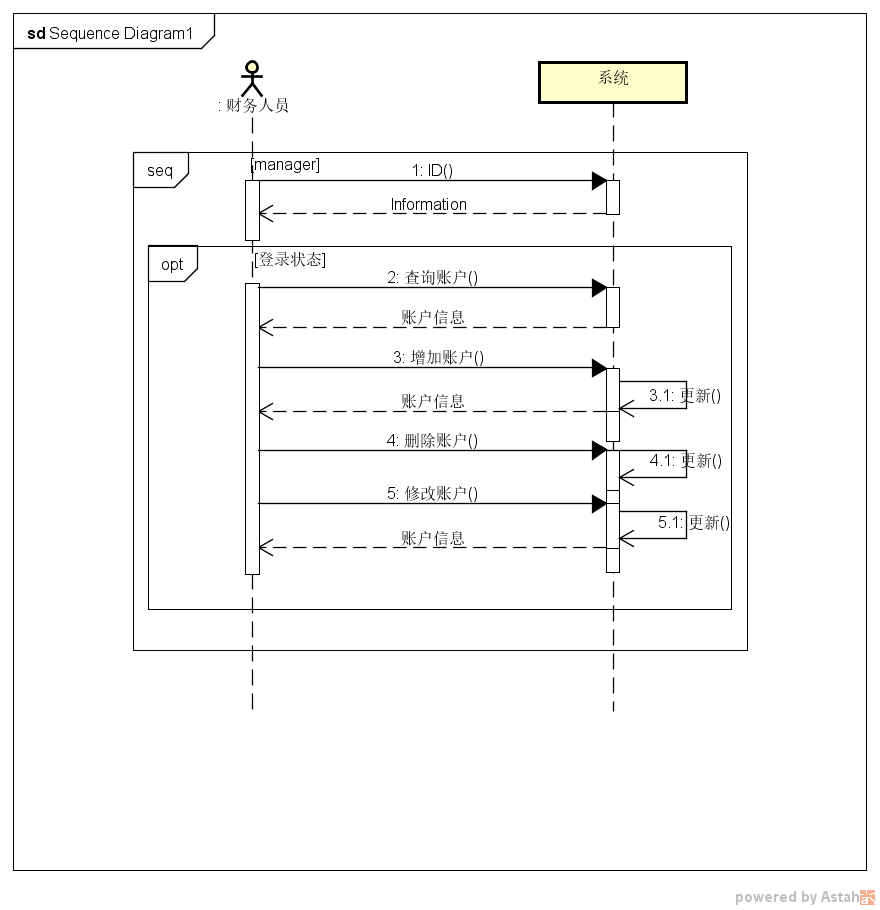 sd Sequence Diagram1
: 财务人员
系统
seq
[manager]
1: ID()
Information
opt
[登录状态]
2: 查询账户()
账户信息
3: 增加账户()
3.1: 更新()
账户信息
4: 删除账户()
4.1: 更新()
5: 修改账户()
5.1: 更新()
账户信息
powered by Astah